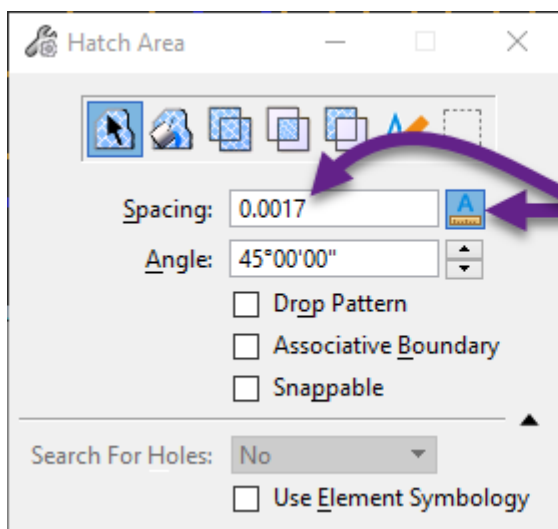 Hatch Area
Spacing: 0.0017
A
Angle: 45°00'00"
Drop Pattern
Associative Boundary
Snappable
Search For Holes: No
Use Element Symbology